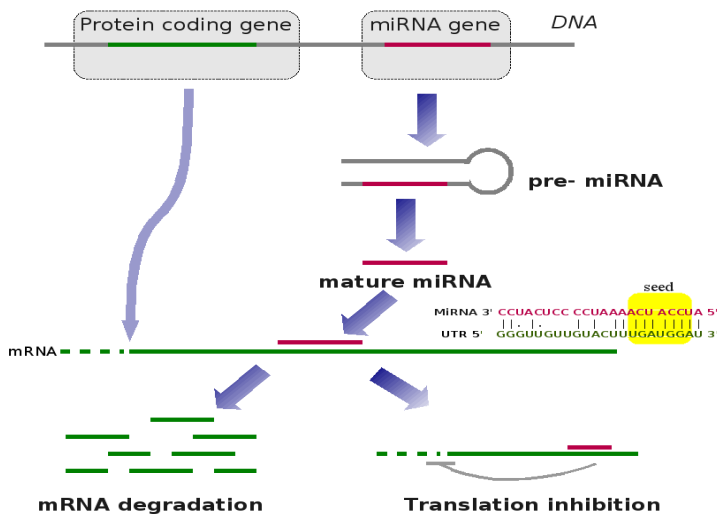 Protein coding gene
miRNA gene
DNA
pre- miRNA
mature miRNA
seed
MiRNA 3' CCUACUCC CCUAAAACU ACCUA 5'
UTR 5' GGGUUGUUGUACUUUGAUGGAU 3'
mRNA
mRNA degradation
Translation inhibition